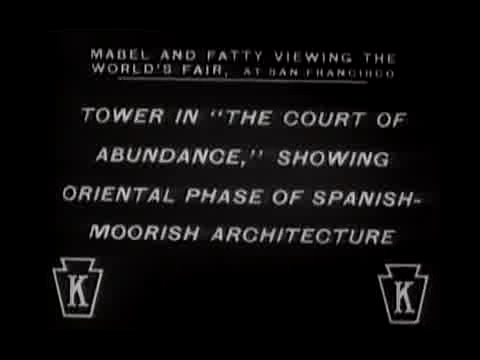 MABEL AND FATTY VIEWING THE
WORLD'S FAIR, AT SAN FRANCISCO
TOWER IN "THE COURT OF
ABUNDANCE," SHOWING
ORIENTAL PHASE OF SPANISH-
MOORISH ARCHITECTURE
K K